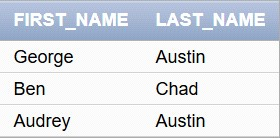 FIRST_NAME LAST_NAME
George Austin
Ben Chad
Audrey Austin